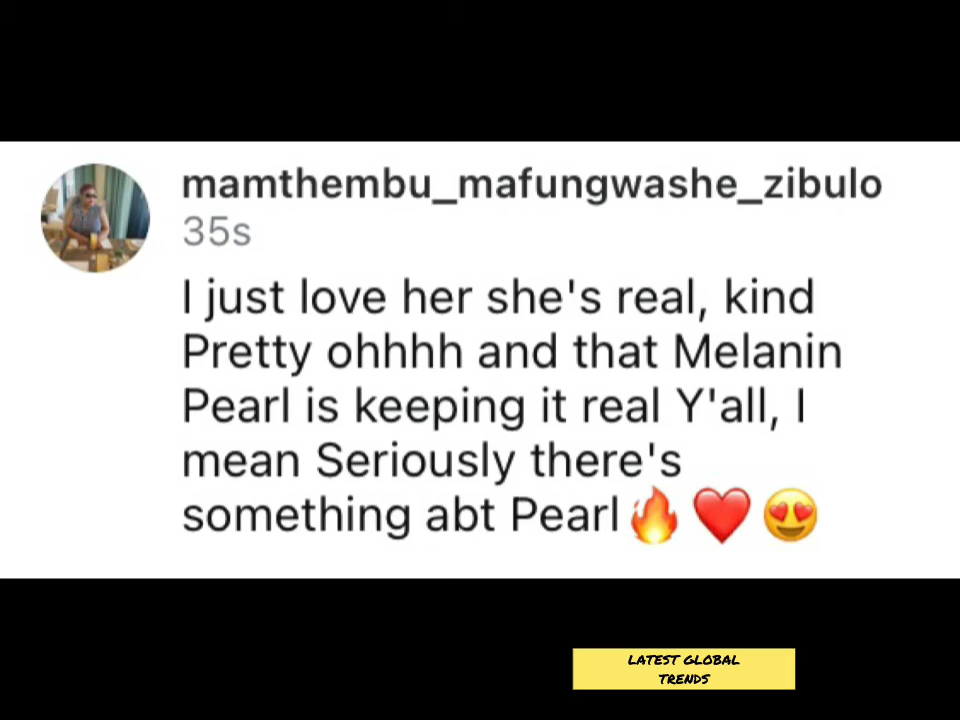 mamthembu_mafungwashe_zibulo
35s
I just love her she's real, kind
Pretty ohhhh and that Melanin
Pearl is keeping it real Y'all, I
mean Seriously there's
something abt Pearl🔥❤️😍
LATEST GLOBAL
TRENDS